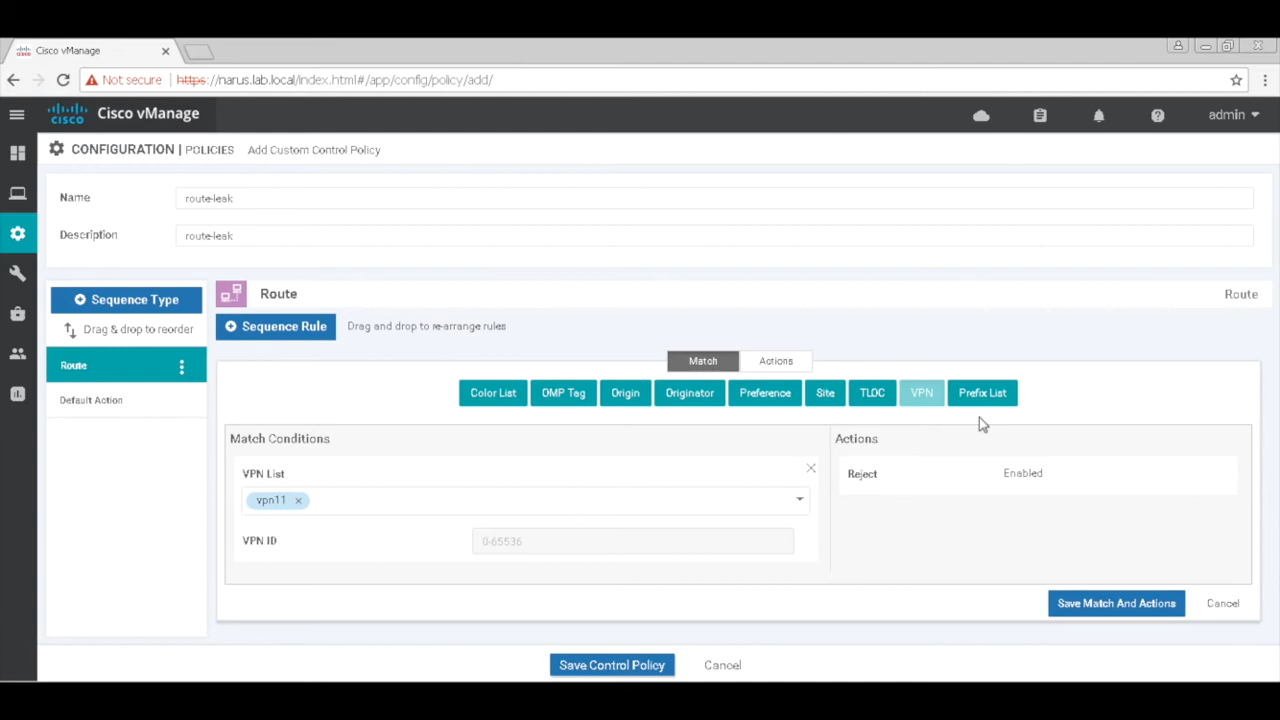 Cisco vManage
Not secure https://narus.lab.local/index.html#/app/config/policy/add/
CISCO Cisco vManage admin
CONFIGURATION | POLICIES Add Custom Control Policy
Name route-leak
Description route-leak
Sequence Type
Drag & drop to reorder
Route
Default Action
Route Route
Sequence Rule Drag and drop to re-arrange rules
Match Actions
Color List OMP Tag Origin Originator Preference Site TLOC VPN Prefix List
Match Conditions
VPN List
vpn11 ×
VPN ID 0-65536
Actions
Reject Enabled
Save Match And Actions Cancel
Save Control Policy Cancel